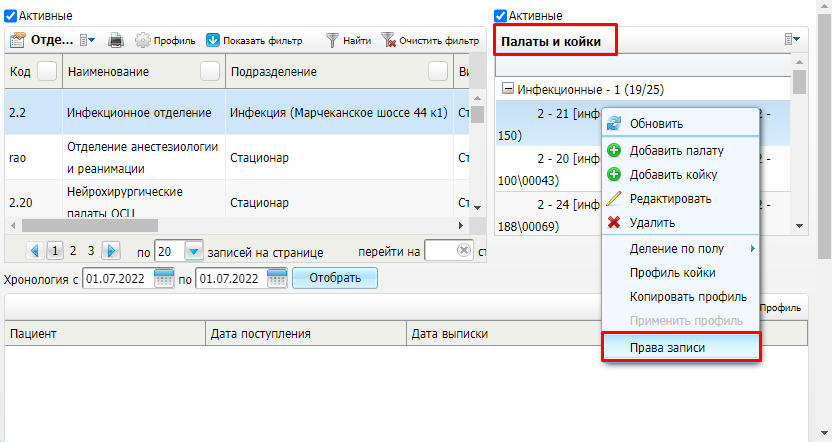 Активные
Отде...
Профиль
Показать фильтр
Найти
Очистить фильтр
Код
Наименование
Подразделение
Ви
2.2
Инфекционное отделение
Инфекция (Марчеканское шоссе 44 к1)
Ст
rao
Отделение анестезиологии
и реанимации
Стационар
Ст
2.20
Нейрохирургические
палаты ОСЦ
Стационар
Ст
1 2 3
по 20 записей на странице
перейти на
ст
Активные
Палаты и койки
Инфекционные - 1 (19/25)
2 - 21 [инф
2 -
150)
2 - 20 [инф
2 -
100\00043)
2 - 24 [инф
2 -
188\00069)
Обновить
Добавить палату
Добавить койку
Редактировать
Удалить
Деление по полу
Профиль койки
Копировать профиль
Применить профиль
Права записи
Хронология с 01.07.2022 по 01.07.2022 Отобрать
Профиль
Пациент
Дата поступления
Дата выписки